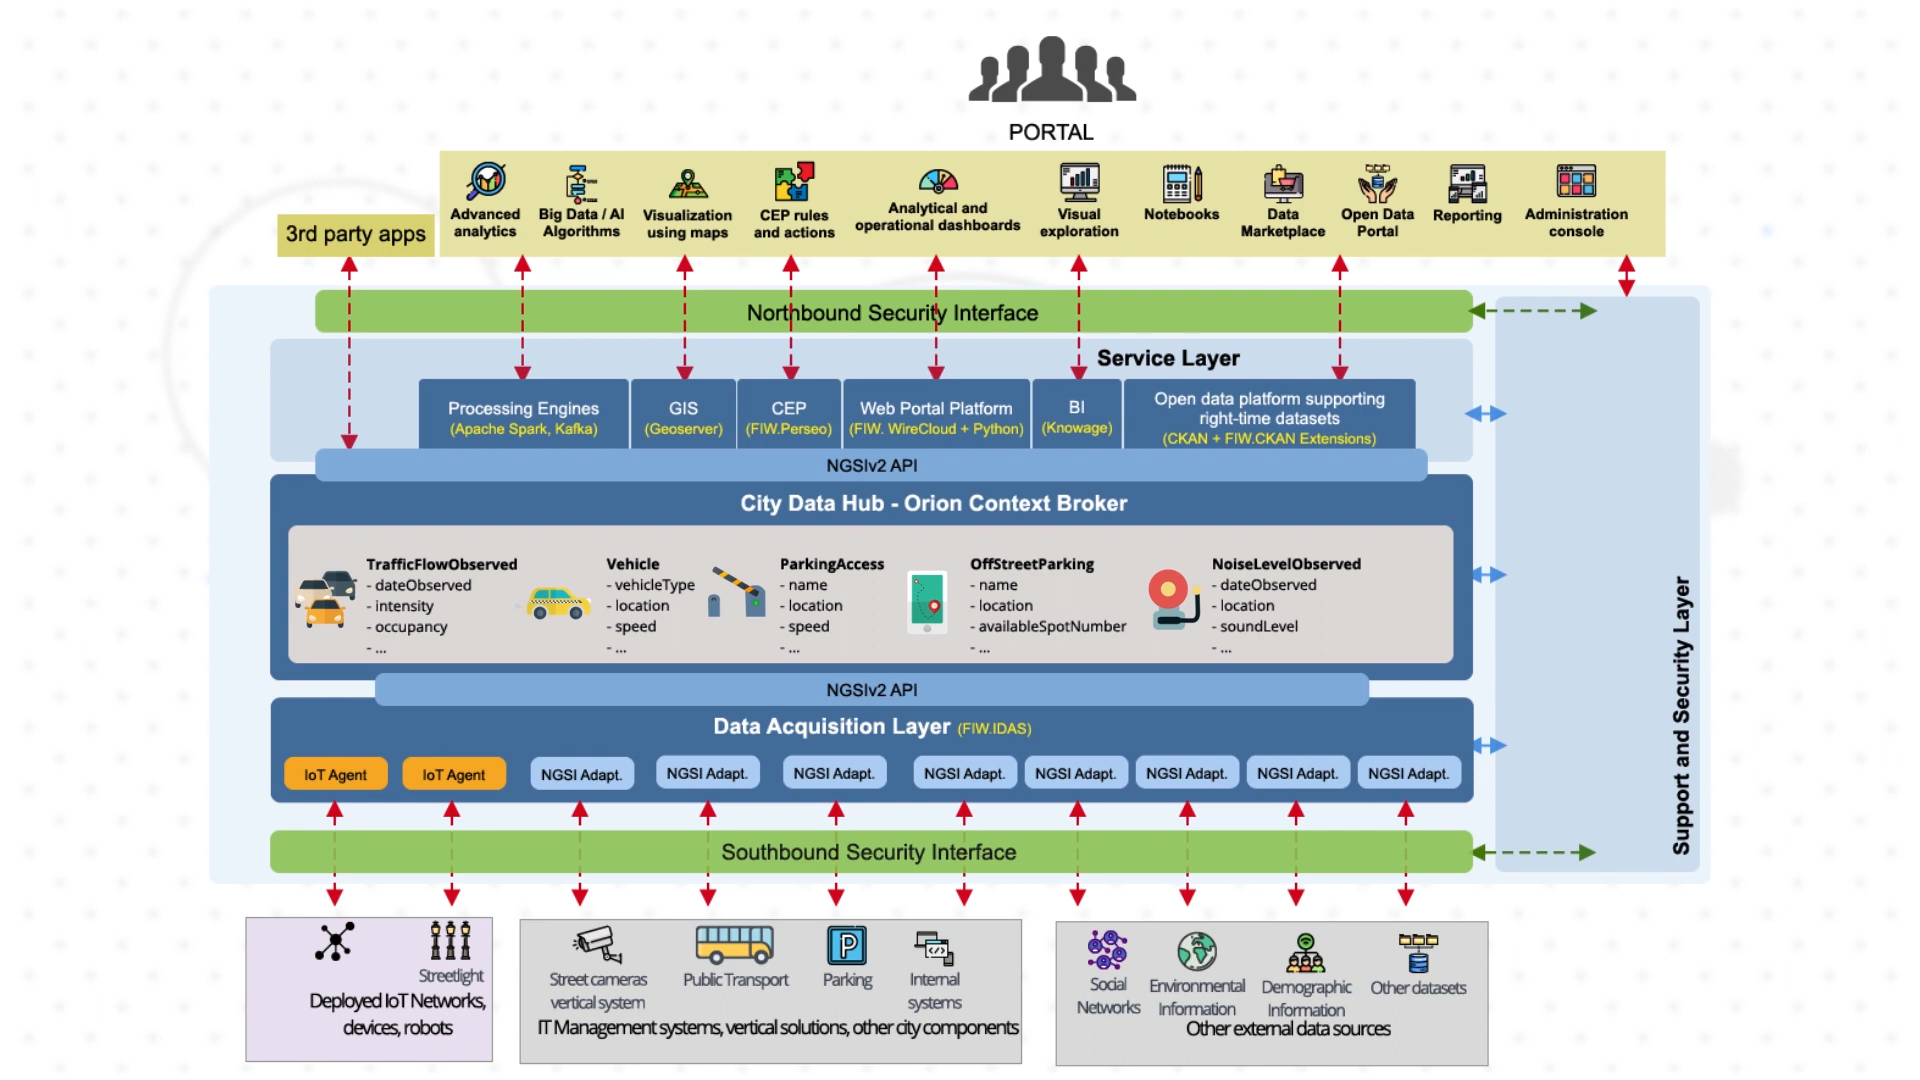 PORTAL
3rd party apps
Advanced
analytics
Big Data / AI
Algorithms
Visualization
using maps
CEP rules
and actions
Analytical and
operational dashboards
Visual
exploration
Notebooks
Data
Marketplace
Open Data
Portal
Reporting
Administration
console
Northbound Security Interface
Service Layer
Processing Engines
(Apache Spark, Kafka)
GIS
(Geoserver)
CEP
(FIW.Perseo)
Web Portal Platform
(FIW. WireCloud + Python)
BI
(Knowage)
Open data platform supporting
right-time datasets
(CKAN + FIW.CKAN Extensions)
NGSIv2 API
City Data Hub - Orion Context Broker
TrafficFlowObserved
- dateObserved
- intensity
- occupancy
- ...
Vehicle
- vehicleType
- location
- speed
- ...
ParkingAccess
- name
- location
- speed
- ...
OffStreetParking
- name
- location
- availableSpotNumber
- ...
NoiseLevelObserved
- dateObserved
- location
- soundLevel
- ...
NGSIv2 API
Data Acquisition Layer (FIW.IDAS)
IoT Agent
IoT Agent
NGSI Adapt.
NGSI Adapt.
NGSI Adapt.
NGSI Adapt.
NGSI Adapt.
NGSI Adapt.
NGSI Adapt.
NGSI Adapt.
Southbound Security Interface
Support and Security Layer
Streetlight
Deployed IoT Networks,
devices, robots
Street cameras
vertical system
Public Transport
P
Parking
Internal
systems
IT Management systems, vertical solutions, other city components
Social
Networks
Environmental
Information
Demographic
Information
Other datasets
Other external data sources